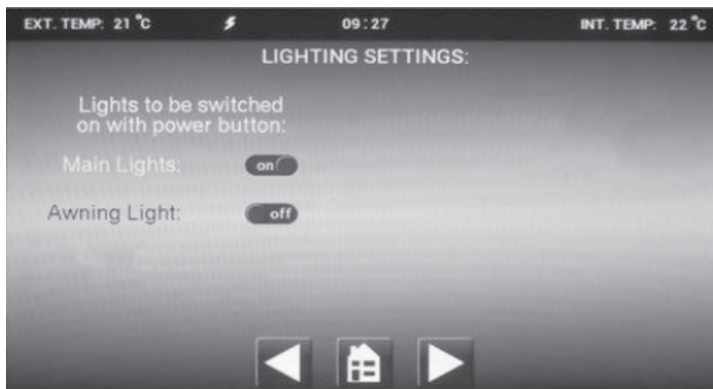 EXT. TEMP: 21 °C 09:27 INT. TEMP: 22 °C
LIGHTING SETTINGS:
Lights to be switched
on with power button:
Main Lights: on
Awning Light: off